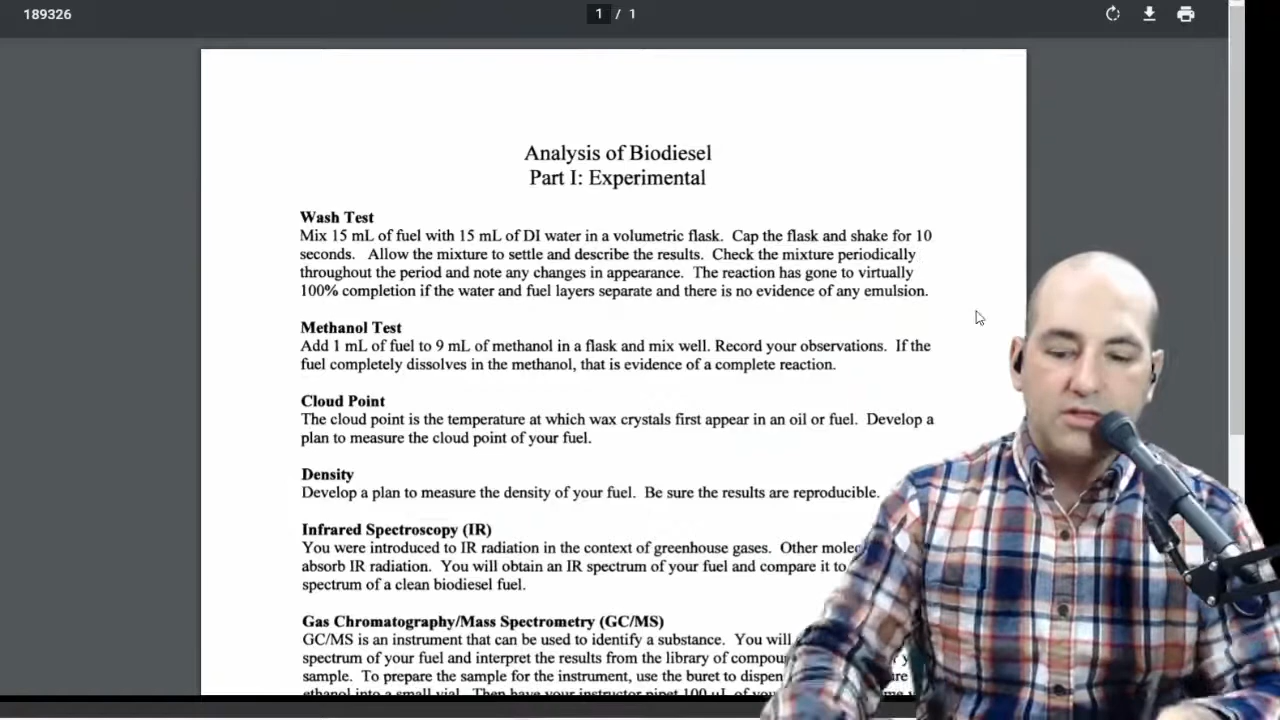 189326
1 / 1
Analysis of Biodiesel
Part I: Experimental
Wash Test
Mix 15 mL of fuel with 15 mL of DI water in a volumetric flask. Cap the flask and shake for 10
seconds. Allow the mixture to settle and describe the results. Check the mixture periodically
throughout the period and note any changes in appearance. The reaction has gone to virtually
100% completion if the water and fuel layers separate and there is no evidence of any emulsion.
Methanol Test
Add 1 mL of fuel to 9 mL of methanol in a flask and mix well. Record your observations. If the
fuel completely dissolves in the methanol, that is evidence of a complete reaction.
Cloud Point
The cloud point is the temperature at which wax crystals first appear in an oil or fuel. Develop a
plan to measure the cloud point of your fuel.
Density
Develop a plan to measure the density of your fuel. Be sure the results are reproducible.
Infrared Spectroscopy (IR)
You were introduced to IR radiation in the context of greenhouse gases. Other
absorb IR radiation. You will obtain an IR spectrum of your fuel and compare it to
spectrum of a clean biodiesel fuel.
Gas Chromatography/Mass Spectrometry (GC/MS)
GC/MS is an instrument that can be used to identify a substance. You will
spectrum of your fuel and interpret the results from the library of
sample. To prepare the sample for the instrument, use the buret to
ethanol into a small vial. Then have your instructor pipet 100 µL of